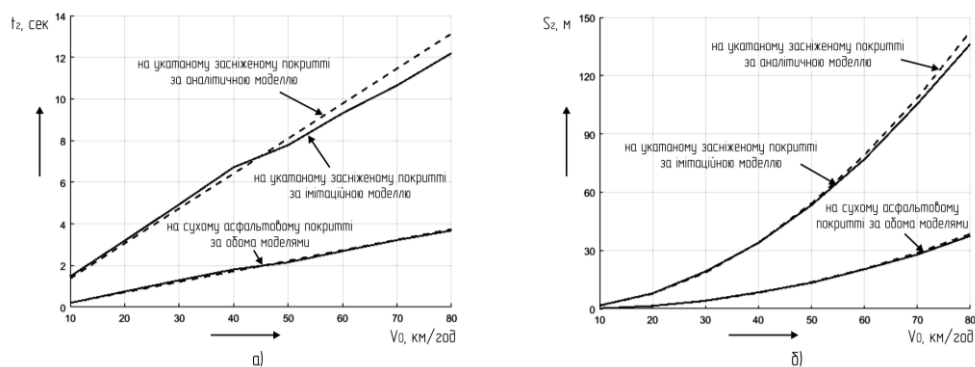 tг, сек
14
12
10
8
6
4
2
0
на укатаному засніженому покритті
за аналітичною моделлю
на укатаному засніженому покритті
за імітаційною моделлю
на сухому асфальтовому покритті
за обома моделями
10 20 30 40 50 60 70 80
V0, км/год
а)
Sг, м
150
120
90
60
30
0
на укатаному засніженому покритті
за аналітичною моделлю
на укатаному засніженому покритті
за імітаційною моделлю
на сухому асфальтовому
покритті за обома моделями
10 20 30 40 50 60 70 80
V0, км/год
б)